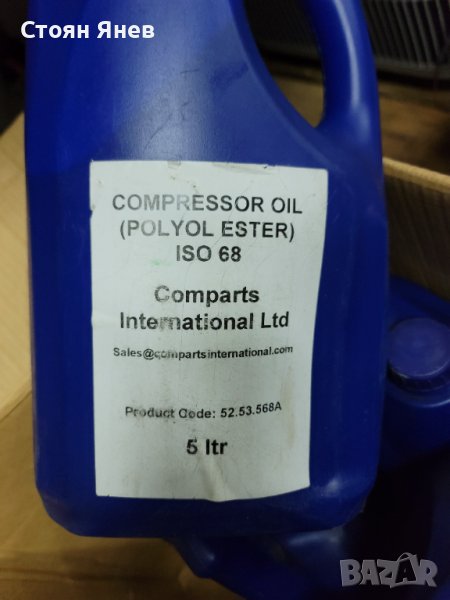 Стоян Янев
COMPRESSOR OIL
(POLYOL ESTER)
ISO 68
Comparts
International Ltd
Sales@compartsinternational.com
Product Code: 52.53.568A
5 ltr
BAZAR